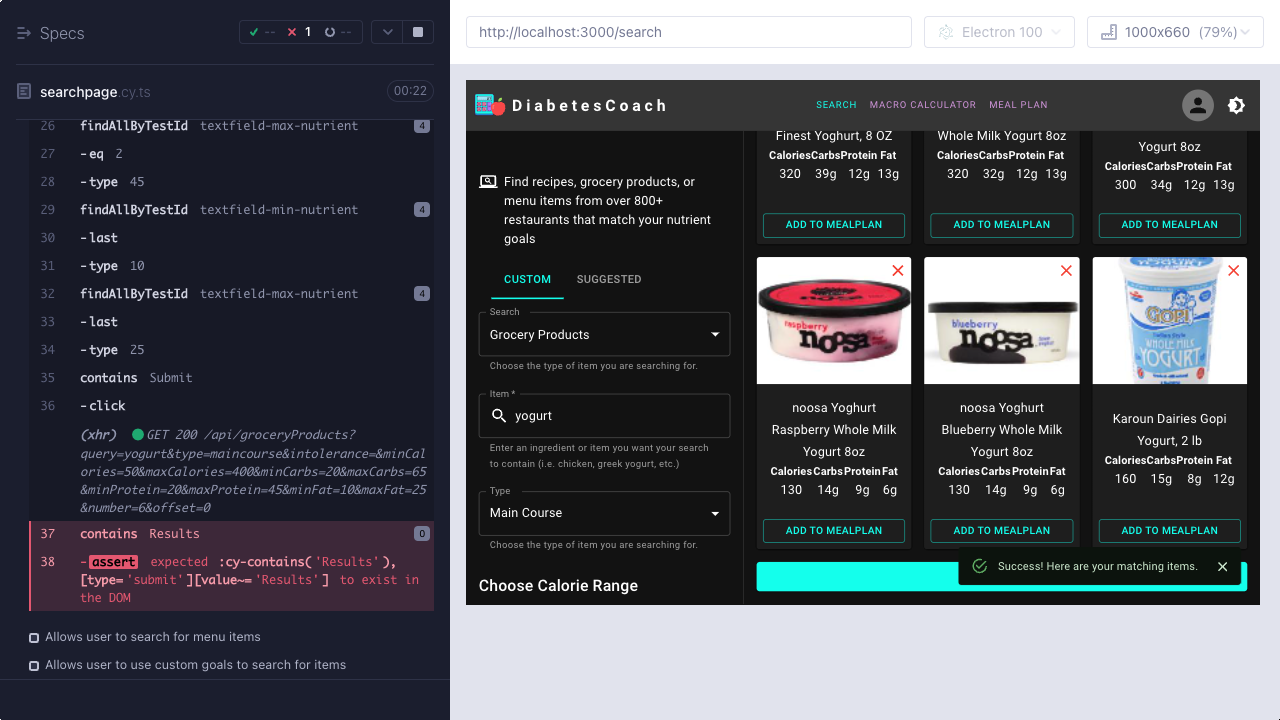 Specs
-- 1 --
searchpage.cy.ts
00:22
26 findAllByTestId textfield-max-nutrient 4
27 -eq 2
28 -type 45
29 findAllByTestId textfield-min-nutrient 4
30 -last
31 -type 10
32 findAllByTestId textfield-max-nutrient 4
33 -last
34 -type 25
35 contains Submit
36 -click
(xhr) GET 200 /api/groceryProducts?
query=yogurt&type=maincourse&intolerance=&minCal
ories=50&maxCalories=400&minCarbs=20&maxCarbs=65
&minProtein=20&maxProtein=45&minFat=10&maxFat=25
&number=6&offset=0
37 contains Results 0
38 -assert expected :cy-contains('Results'),
[type='submit'][value~='Results'] to exist in
the DOM
Allows user to search for menu items
Allows user to use custom goals to search for items
http://localhost:3000/search
Electron 100
1000x660 (79%)
DiabetesCoach
SEARCH MACRO CALCULATOR MEAL PLAN
Find recipes, grocery products, or
menu items from over 800+
restaurants that match your nutrient
goals
CUSTOM SUGGESTED
Search
Grocery Products
Choose the type of item you are searching for.
Item *
yogurt
Enter an ingredient or item you want your search
to contain (i.e. chicken, greek yogurt, etc.)
Type
Main Course
Choose the type of item you are searching for.
Choose Calorie Range
Finest Yoghurt, 8 OZ
Calories Carbs Protein Fat
320 39g 12g 13g
ADD TO MEALPLAN
Whole Milk Yogurt 8oz
Calories Carbs Protein Fat
320 32g 12g 13g
ADD TO MEALPLAN
Yogurt 8oz
Calories Carbs Protein Fat
300 34g 12g 13g
ADD TO MEALPLAN
raspberry
noosa
noosa Yoghurt
Raspberry Whole Milk
Yogurt 8oz
Calories Carbs Protein Fat
130 14g 9g 6g
ADD TO MEALPLAN
blueberry
noosa
noosa Yoghurt
Blueberry Whole Milk
Yogurt 8oz
Calories Carbs Protein Fat
130 14g 9g 6g
ADD TO MEALPLAN
GOPI
WHOLE MILK
YOGURT
Karoun Dairies Gopi
Yogurt, 2 lb
Calories Carbs Protein Fat
160 15g 8g 12g
ADD TO MEALPLAN
Success! Here are your matching items.